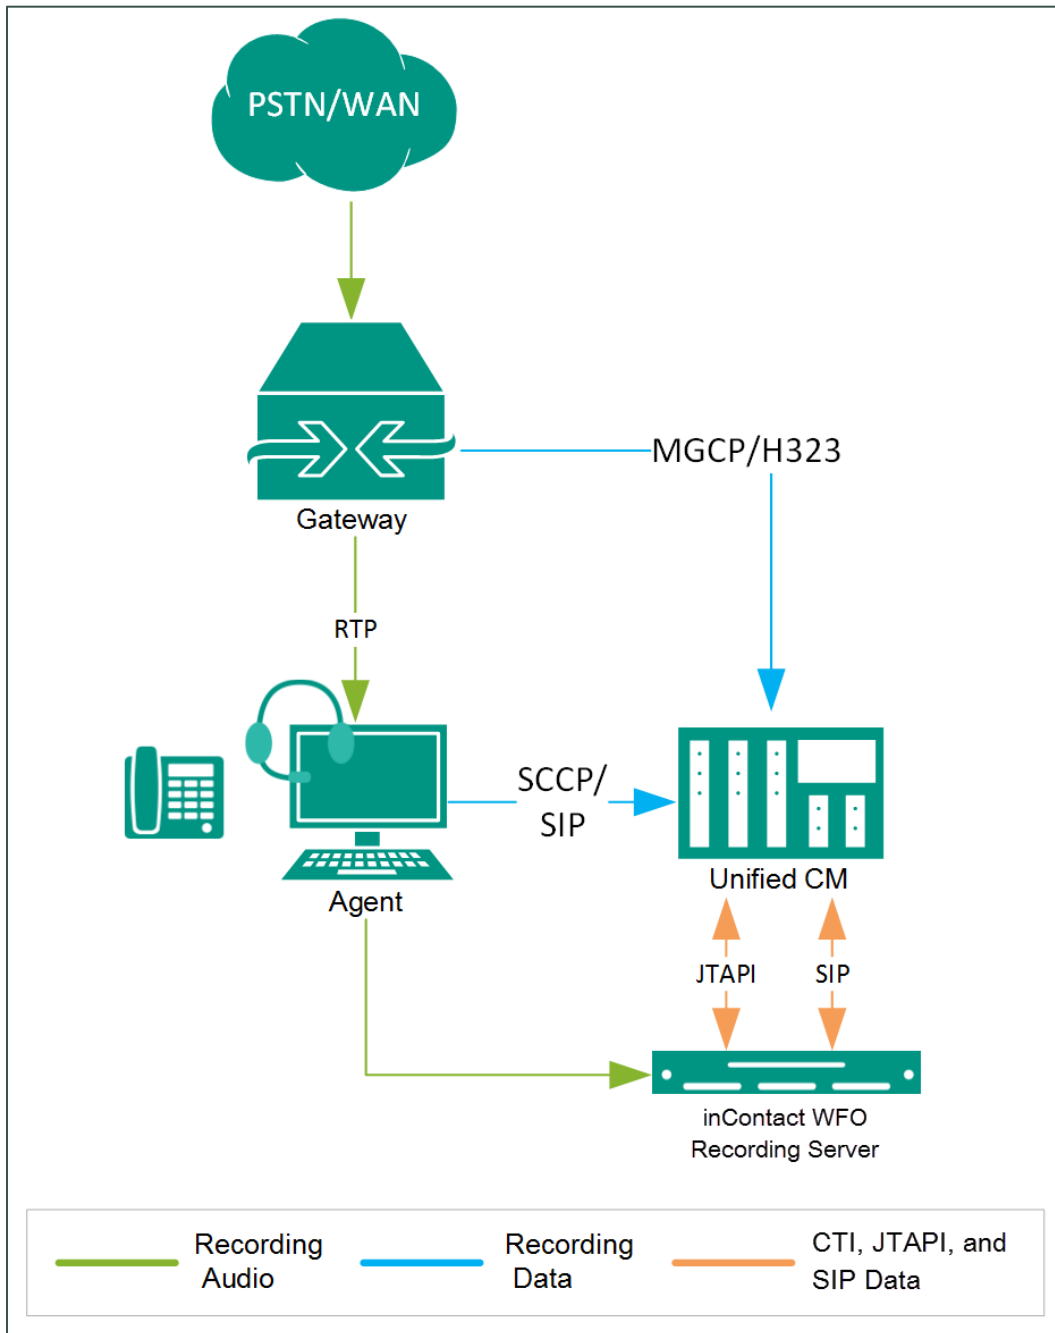 PSTN/WAN
MGCP/H323
Gateway
RTP
SCCP/
SIP
Unified CM
Agent
JTAPI
SIP
inContact WFO
Recording Server
Recording
Audio
Recording
Data
CTI, JTAPI, and
SIP Data